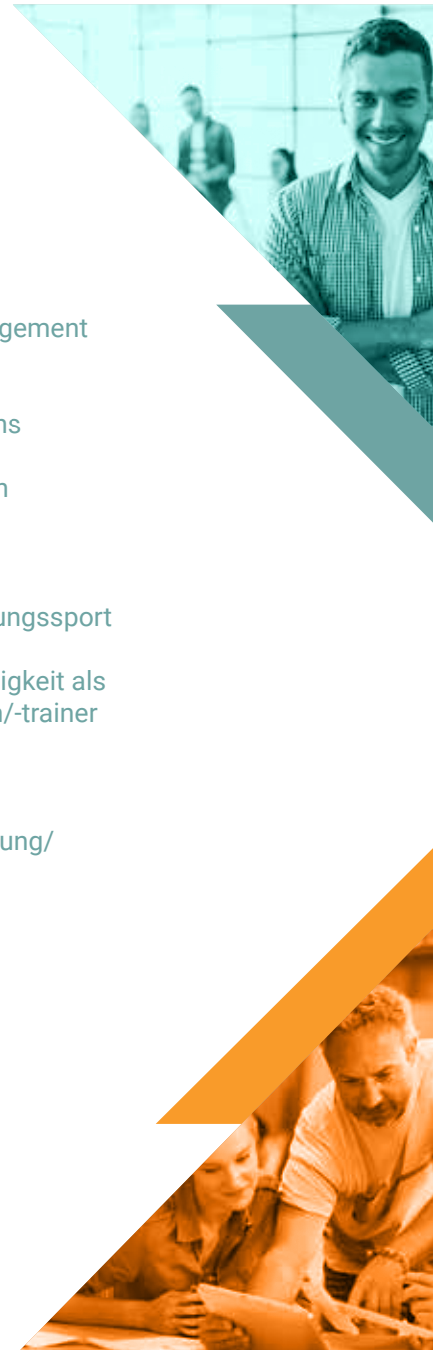 gement
ns
n
ungssport
igkeit als
n/-trainer
ung/